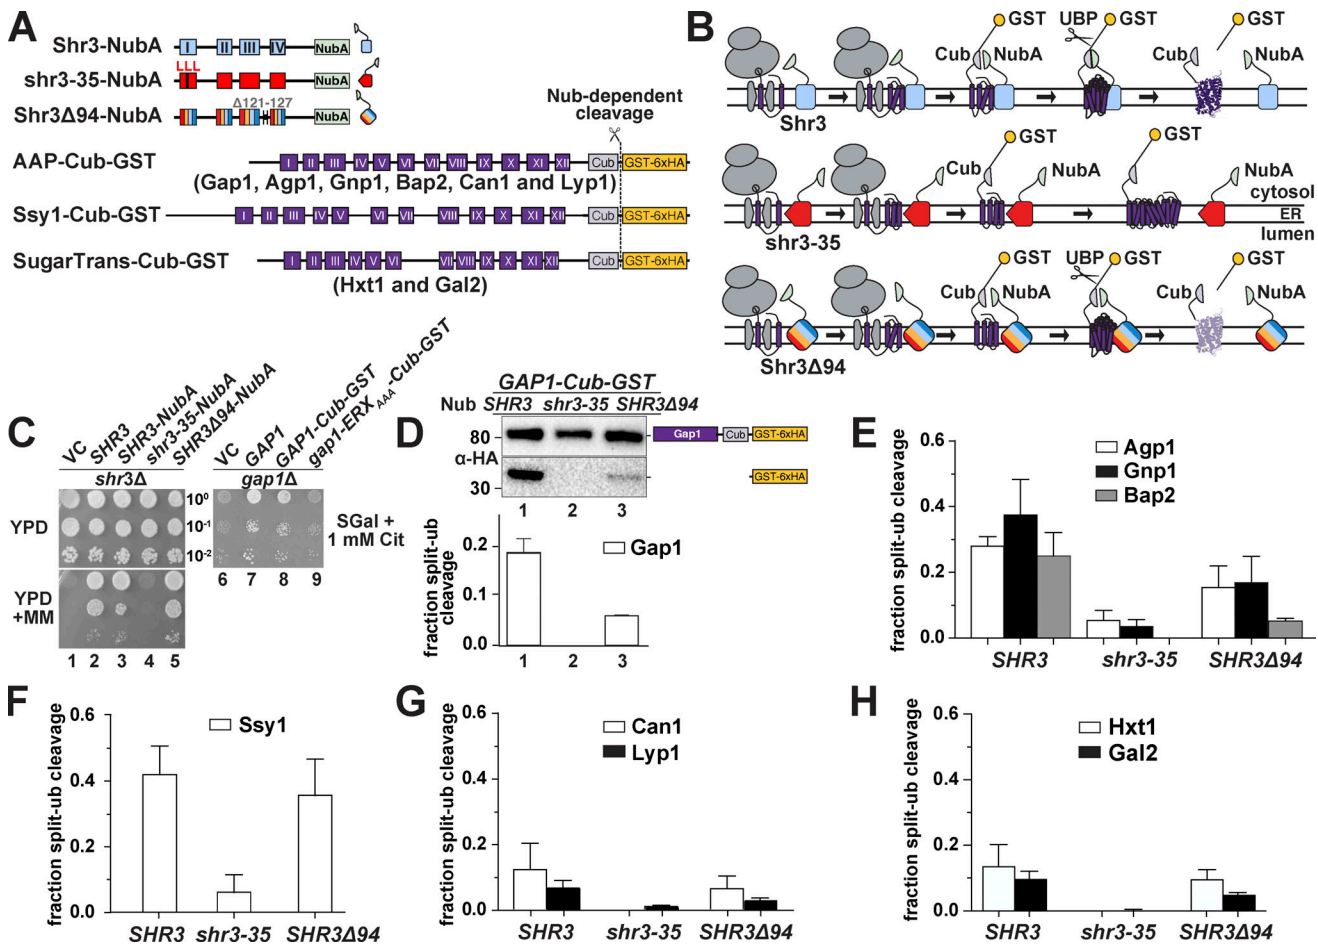 A
Shr3-NubA
I II III IV NubA
LLL
shr3-35-NubA
NubA
Δ121-127
Shr3Δ94-NubA
NubA
Nub-dependent
cleavage
AAP-Cub-GST
I II III IV V VI VII VIII IX X XI XII Cub GST-6xHA
(Gap1, Agp1, Gnp1, Bap2, Can1 and Lyp1)
Ssy1-Cub-GST
I II III IV V VI VII VIII IX X XI XII Cub GST-6xHA
SugarTrans-Cub-GST
I II III IV V VI VII VIII IX X XI XII Cub GST-6xHA
(Hxt1 and Gal2)
B
GST UBP GST GST
Cub NubA Cub NubA
Shr3
GST GST
Cub NubA NubA
cytosol
ER
lumen
shr3-35
GST UBP GST GST
Cub NubA Cub NubA
Shr3Δ94
C
VC SHR3 SHR3-NubA shr3-35-NubA SHR3Δ94-NubA
shr3Δ
VC GAP1 GAP1-Cub-GST gap1-ERXAAA-Cub-GST
gap1Δ
YPD
10⁰
10⁻¹
10⁻²
SGal +
1 mM Cit
6 7 8 9
YPD
+MM
1 2 3 4 5
D
GAP1-Cub-GST
Nub SHR3 shr3-35 SHR3Δ94
80
α-HA
30
Gap1 Cub GST-6xHA
GST-6xHA
1 2 3
fraction split-ub
cleavage
0.2
0.1
0.0
Gap1
1 2 3
E
fraction split-ub cleavage
0.6
0.4
0.2
0.0
Agp1
Gnp1
Bap2
SHR3 shr3-35 SHR3Δ94
F
fraction split-ub cleavage
0.6
0.4
0.2
0.0
Ssy1
SHR3 shr3-35 SHR3Δ94
G
fraction split-ub cleavage
0.6
0.4
0.2
0.0
Can1
Lyp1
SHR3 shr3-35 SHR3Δ94
H
fraction split-ub cleavage
0.6
0.4
0.2
0.0
Hxt1
Gal2
SHR3 shr3-35 SHR3Δ94